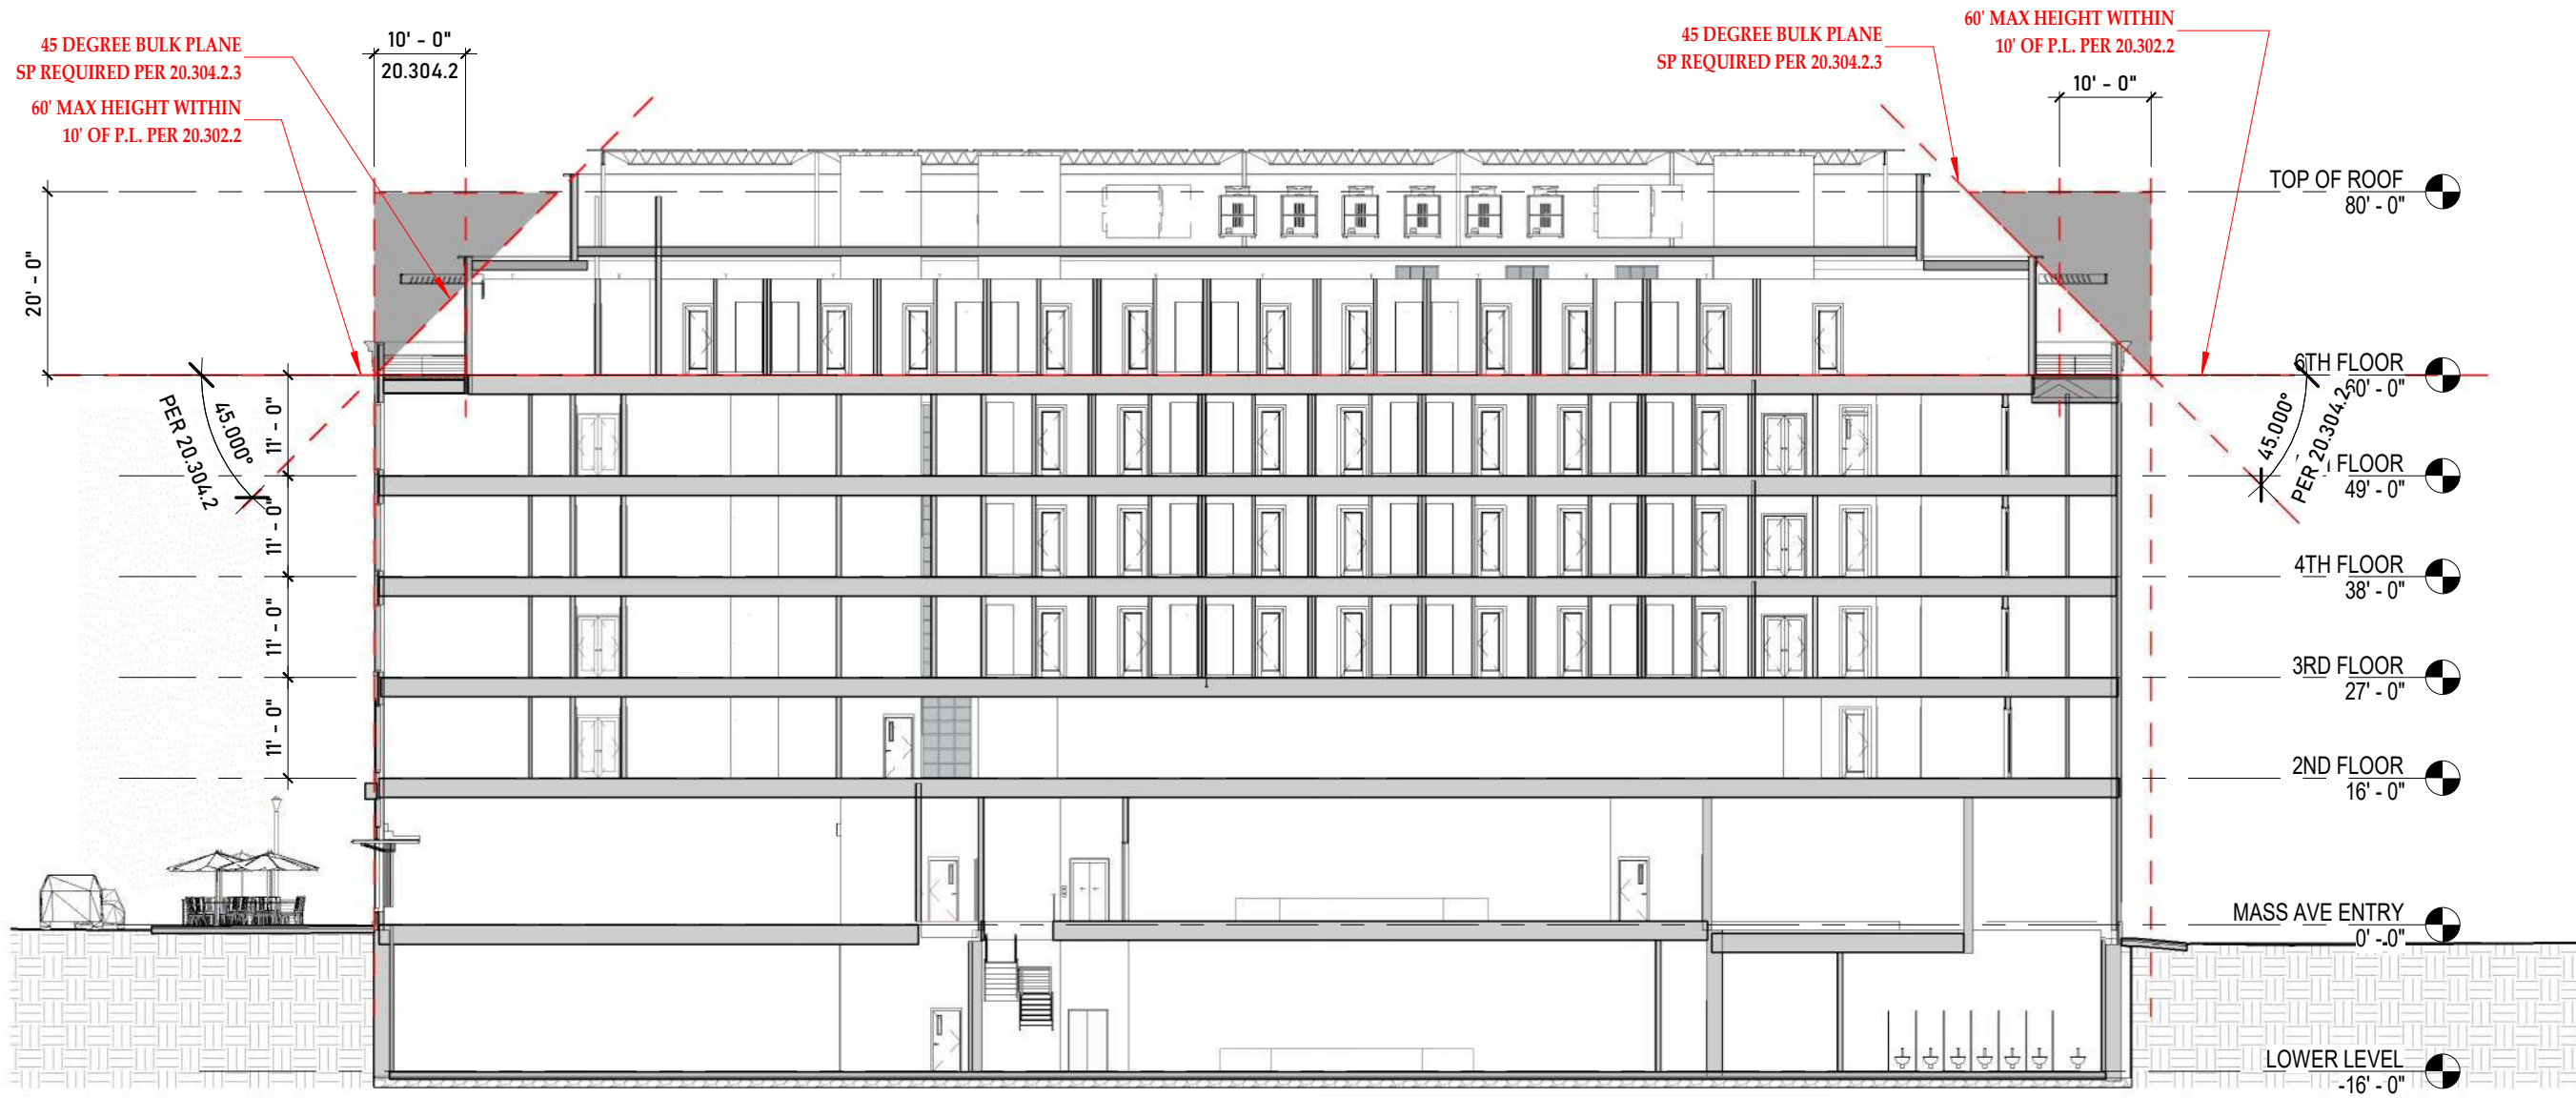 45 DEGREE BULK PLANE
SP REQUIRED PER 20.304.2.3
60' MAX HEIGHT WITHIN
10' OF P.L. PER 20.302.2
10' - 0"
20.304.2
45 DEGREE BULK PLANE
SP REQUIRED PER 20.304.2.3
60' MAX HEIGHT WITHIN
10' OF P.L. PER 20.302.2
10' - 0"
20' - 0"
TOP OF ROOF
80' - 0"
6TH FLOOR
60' - 0"
45.000°
PER 20.304.2
11' - 0"
45.000°
PER 20.304.2
FLOOR
49' - 0"
11' - 0"
4TH FLOOR
38' - 0"
11' - 0"
3RD FLOOR
27' - 0"
11' - 0"
2ND FLOOR
16' - 0"
MASS AVE ENTRY
0' - 0"
LOWER LEVEL
-16' - 0"